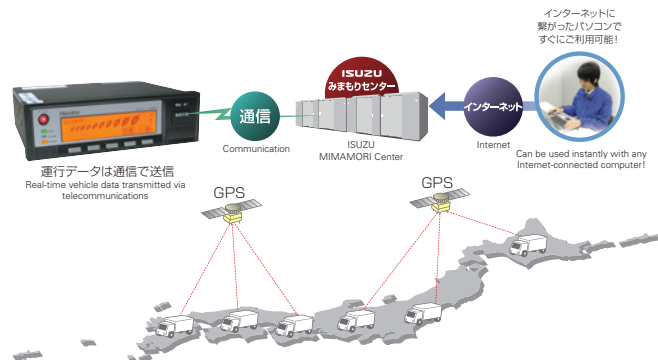 インターネットに
繋がったパソコンで
すぐにご利用可能!
ISUZU
みまもりセンター
通信
インターネット
Communication
ISUZU
MIMAMORI Center
Internet
Can be used instantly with any
Internet-connected computer!
ISUZU
運行データは通信で送信
Real-time vehicle data transmitted via
telecommunications
GPS
GPS